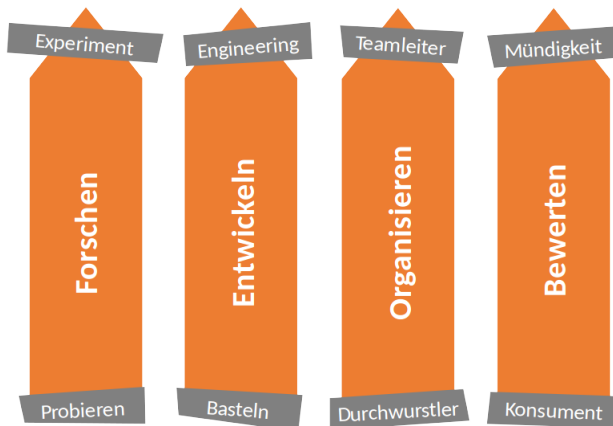 Experiment
Engineering
Teamleiter
Mündigkeit
Forschen
Entwickeln
Organisieren
Bewerten
Probieren
Basteln
Durchwurstler
Konsument